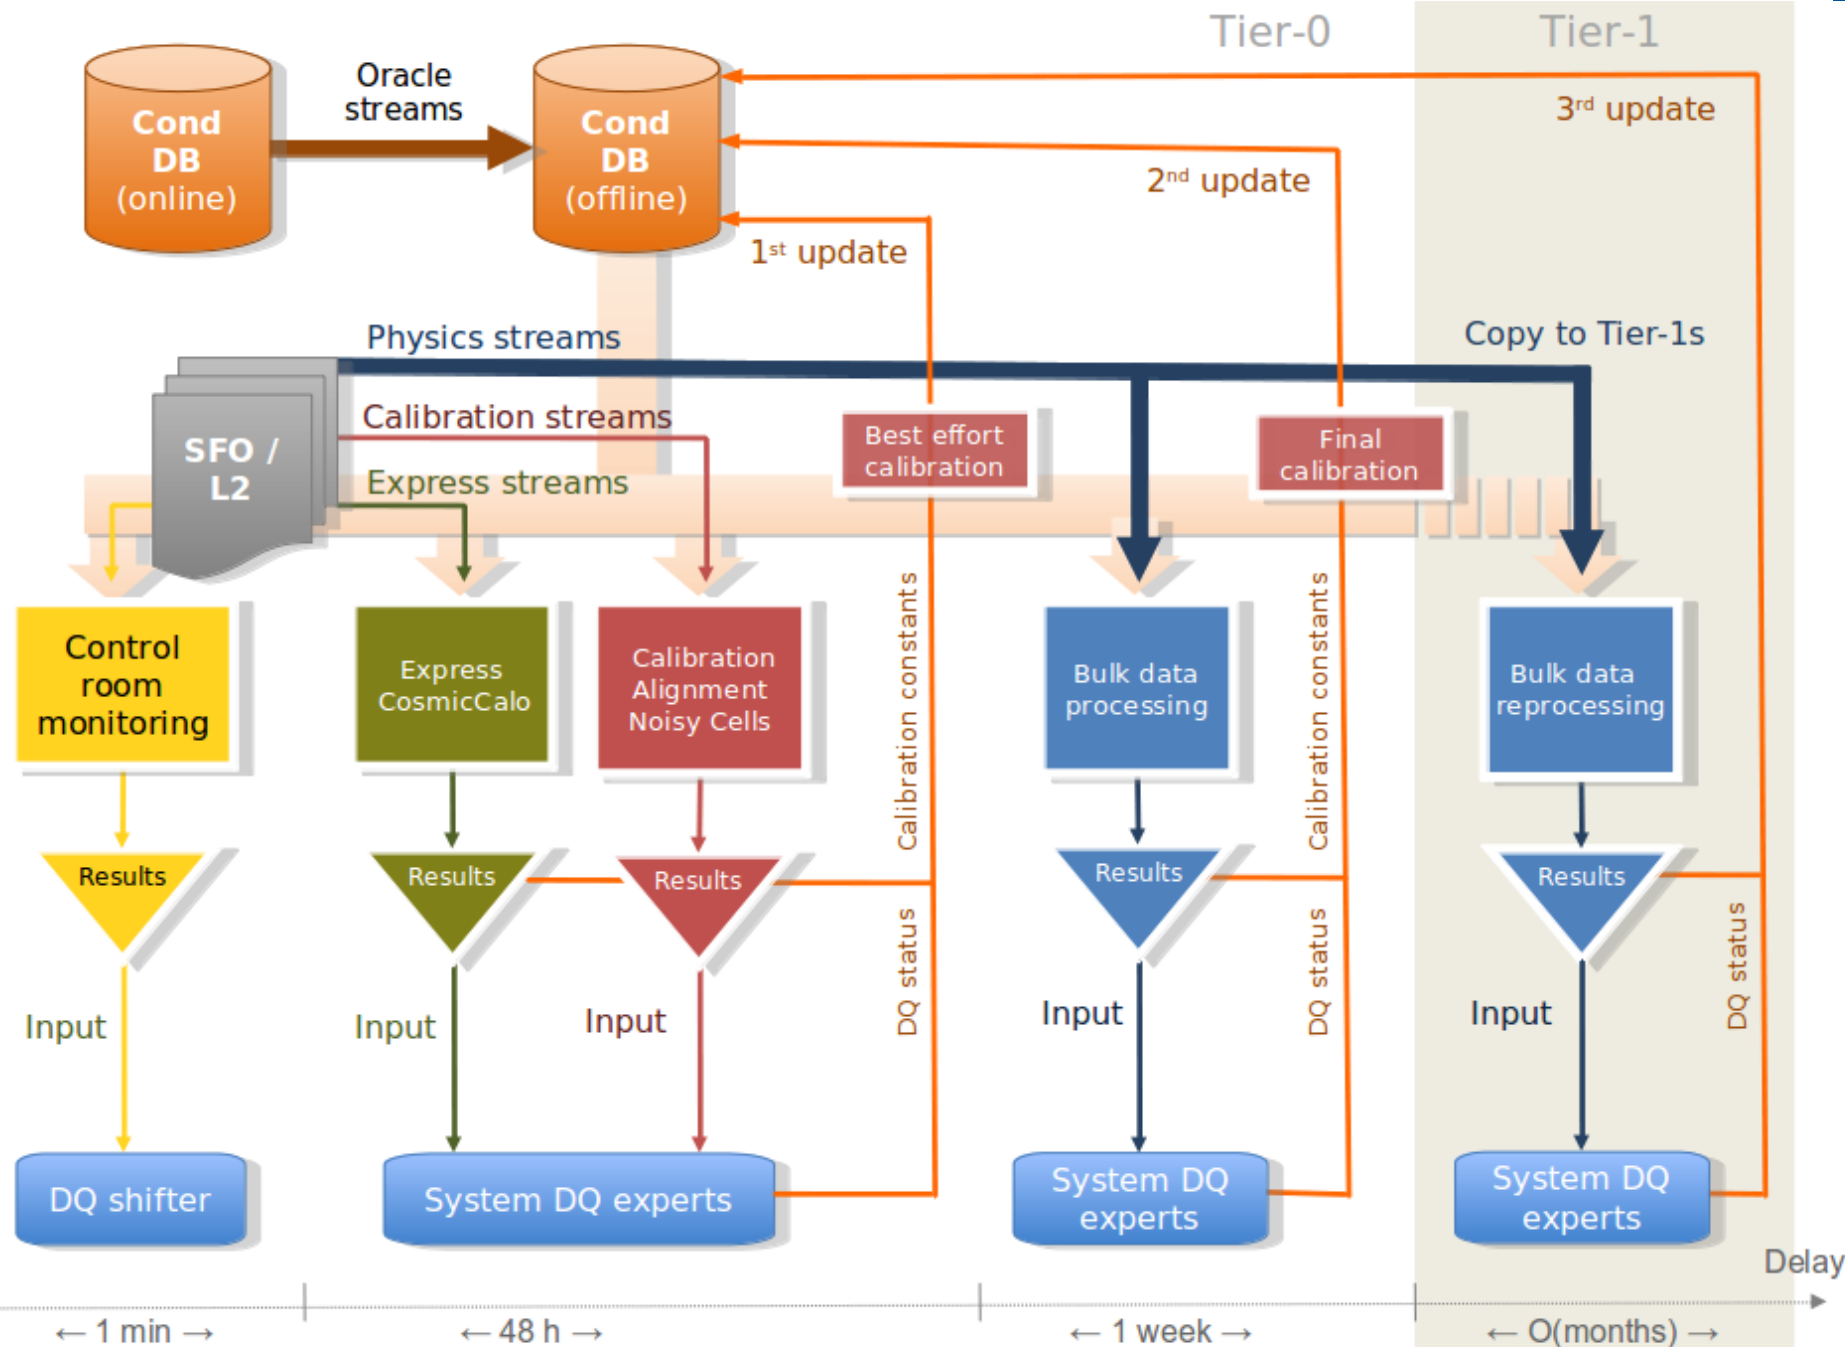 Tier-0
Tier-1
Oracle
streams
Cond
DB
(online)
Cond
DB
(offline)
3rd update
2nd update
1st update
Physics streams
Copy to Tier-1s
Calibration streams
Express streams
SFO /
L2
Best effort
calibration
Final
calibration
Control
room
monitoring
Express
CosmicCalo
Calibration
Alignment
Noisy Cells
Calibration constants
Bulk data
processing
Calibration constants
Bulk data
reprocessing
Results
Results
Results
Results
Results
DQ status
DQ status
DQ status
Input
Input
Input
Input
Input
DQ shifter
System DQ experts
System DQ
experts
System DQ
experts
Delay
← 1 min →
← 48 h →
← 1 week →
← O(months) →